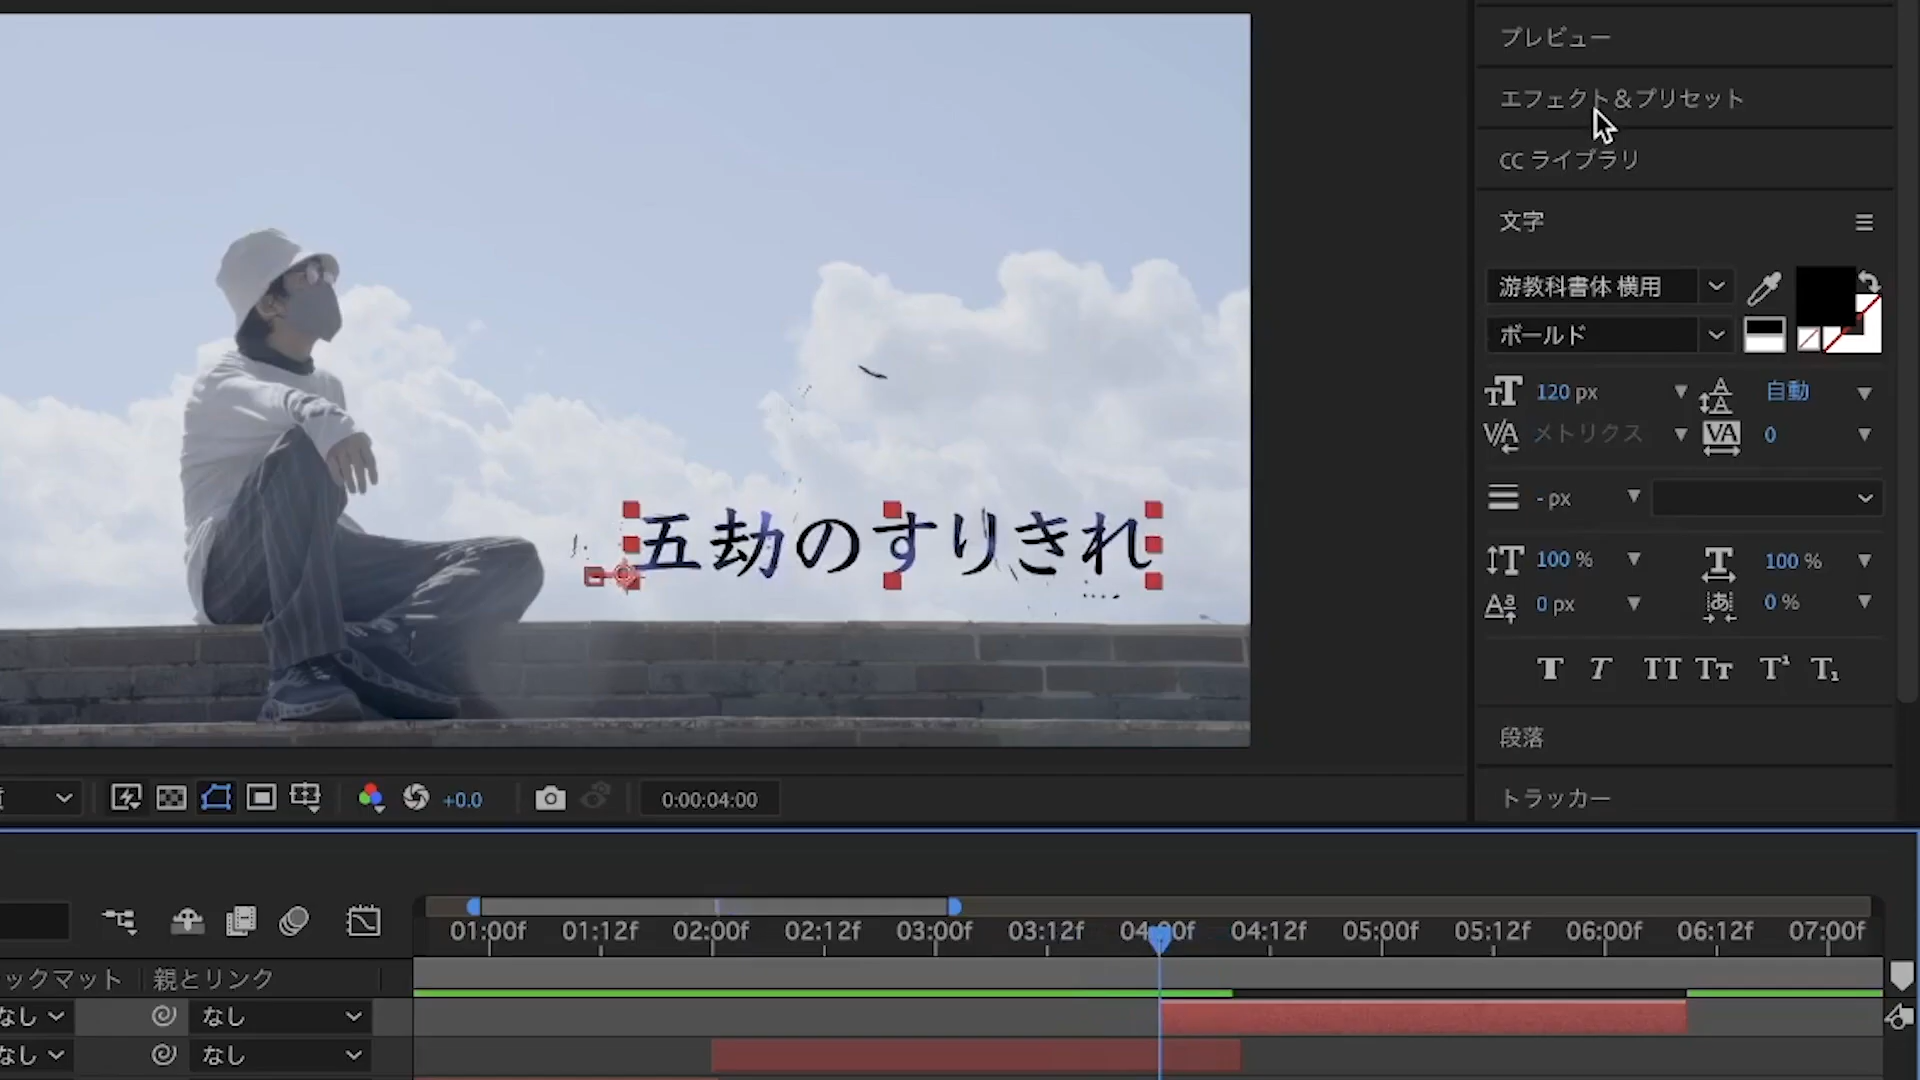 プレビュー
エフェクト＆プリセット
CC ライブラリ
文字
游教科書体 横用
ボールド
120 px
自動
メトリクス
0
- px
100 %
100 %
0 px
0 %
段落
トラッカー
五劫のすりきれ
+0.0
0:00:04:00
01:00f 01:12f 02:00f 02:12f 03:00f 03:12f 04:00f 04:12f 05:00f 05:12f 06:00f 06:12f 07:00f
ックマット 親とリンク
なし なし
なし なし